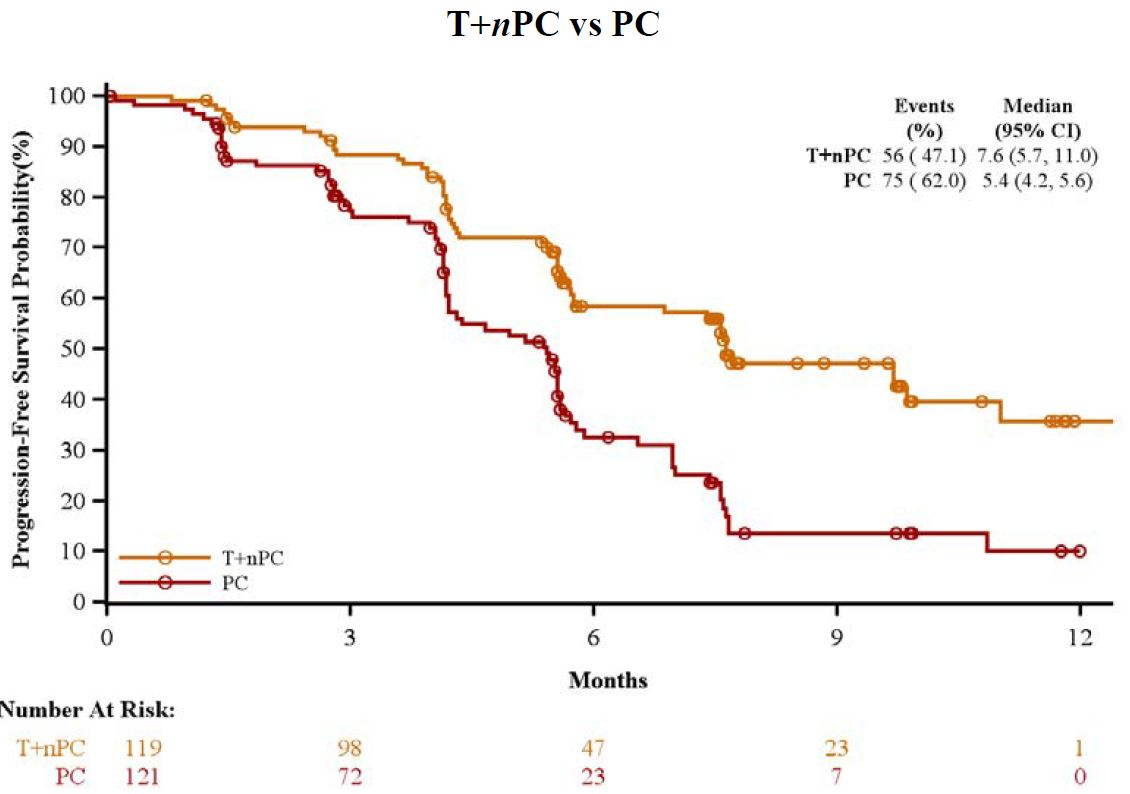 T+nPC vs PC
Events Median
(%) (95% CI)
T+nPC 56 ( 47.1) 7.6 (5.7, 11.0)
PC 75 ( 62.0) 5.4 (4.2, 5.6)
Progression-Free Survival Probability(%)
100
90
80
70
60
50
40
30
20
10
0
T+nPC
PC
0 3 6 9 12
Months
Number At Risk:
T+nPC 119 98 47 23 1
PC 121 72 23 7 0